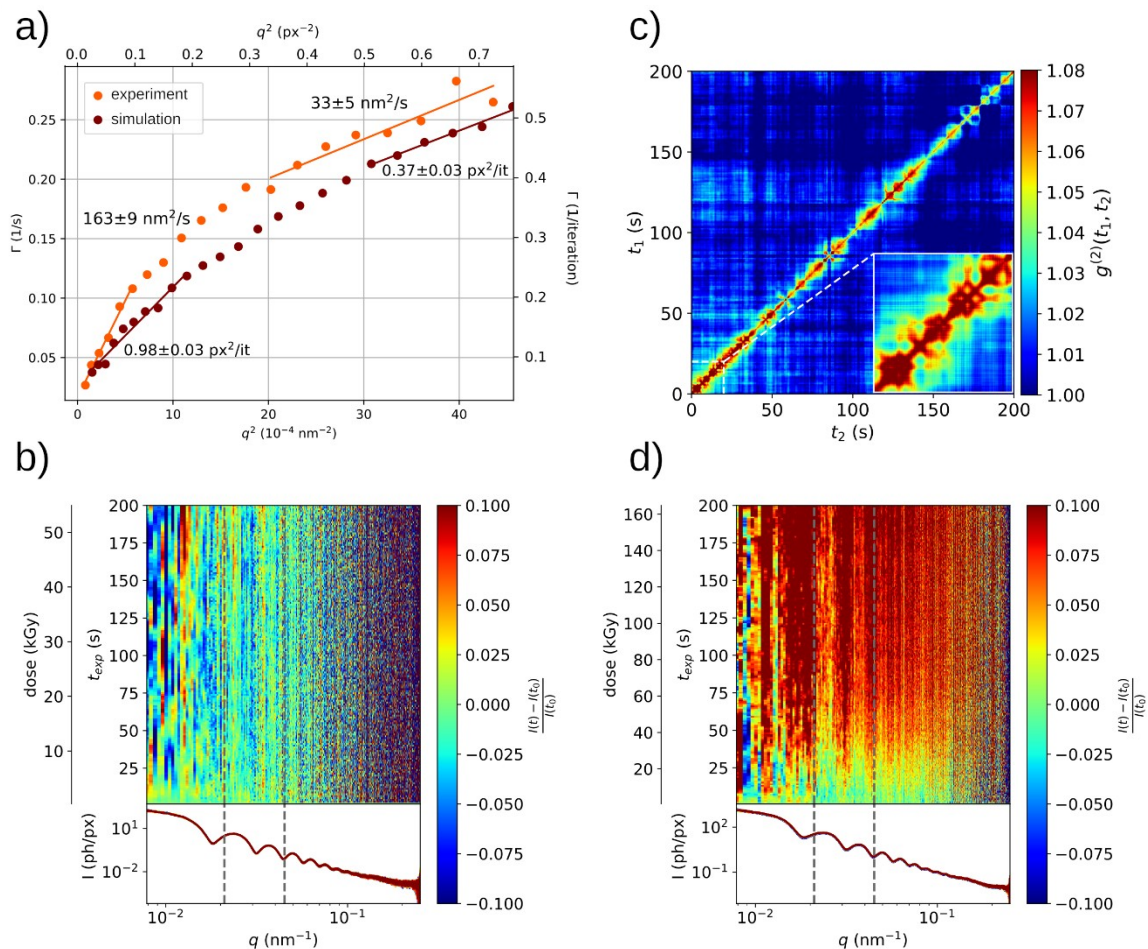 a)
q² (px⁻²)
0.0 0.1 0.2 0.3 0.4 0.5 0.6 0.7
experiment
simulation
33±5 nm²/s
0.37±0.03 px²/it
163±9 nm²/s
0.98±0.03 px²/it
Γ (1/s)
0.25
0.20
0.15
0.10
0.05
Γ (1/iteration)
0.5
0.4
0.3
0.2
0.1
0 10 20 30 40
q² (10⁻⁴ nm⁻²)
c)
t₁ (s)
200
150
100
50
0
0 50 100 150 200
t₂ (s)
1.08
1.07
1.06
1.05
1.04
1.03
1.02
1.01
1.00
g⁽²⁾(t₁, t₂)
b)
dose (kGy)
50
40
30
20
10
t_exp (s)
200
175
150
125
100
75
50
25
0.100
0.075
0.050
0.025
0.000
−0.025
−0.050
−0.075
−0.100
I(t) − I(t₀)
I(t₀)
I (ph/px)
10¹
10⁻²
10⁻² 10⁻¹
q (nm⁻¹)
d)
dose (kGy)
160
140
120
100
80
60
40
20
t_exp (s)
200
175
150
125
100
75
50
25
0.100
0.075
0.050
0.025
0.000
−0.025
−0.050
−0.075
−0.100
I(t) − I(t₀)
I(t₀)
I (ph/px)
10²
10⁻¹
10⁻² 10⁻¹
q (nm⁻¹)